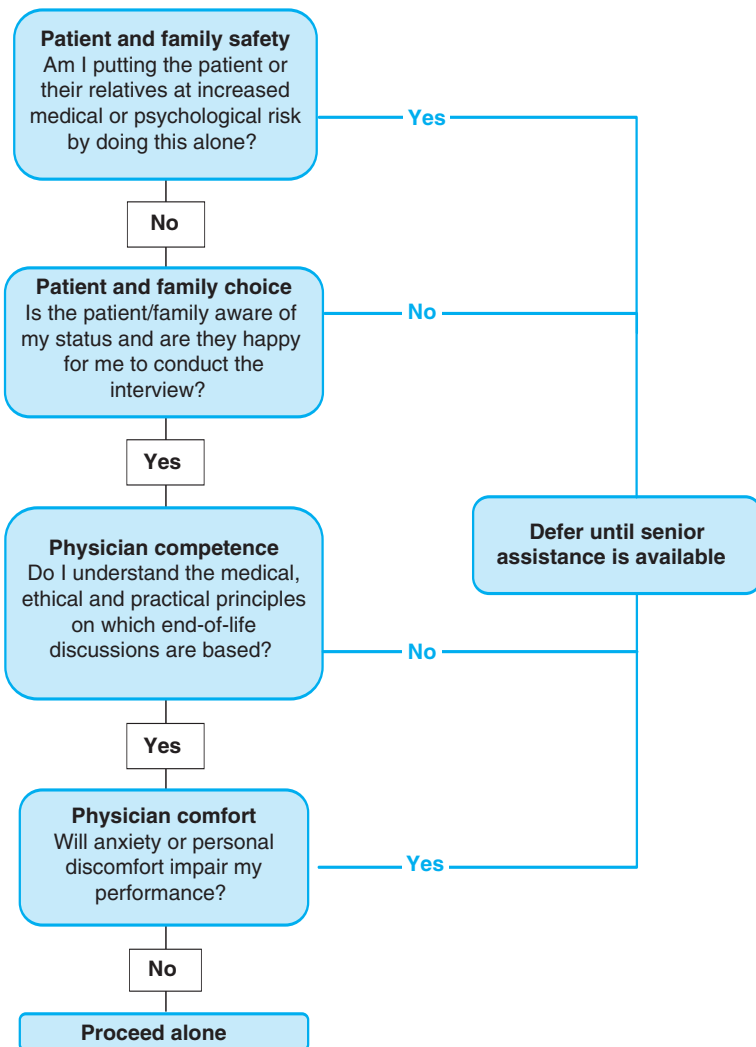 Patient and family safety
Am I putting the patient or
their relatives at increased
medical or psychological risk
by doing this alone?
Yes
No
Patient and family choice
Is the patient/family aware of
my status and are they happy
for me to conduct the
interview?
No
Yes
Defer until senior
assistance is available
Physician competence
Do I understand the medical,
ethical and practical principles
on which end-of-life
discussions are based?
No
Yes
Physician comfort
Will anxiety or personal
discomfort impair my
performance?
Yes
No
Proceed alone